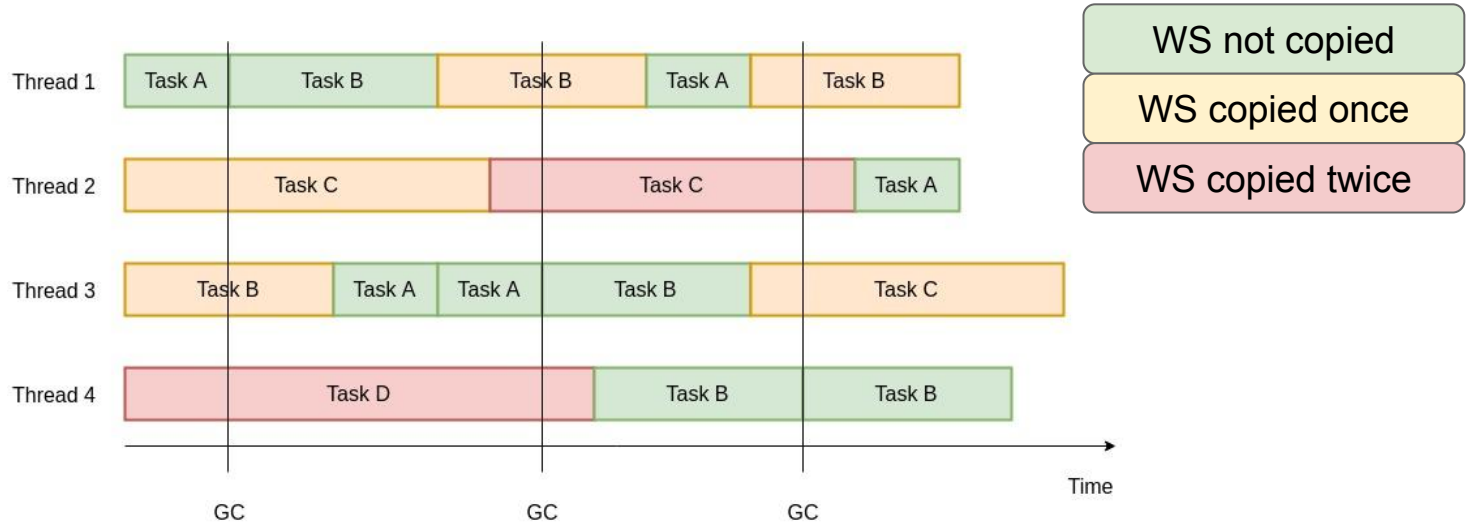 WS not copied
WS copied once
WS copied twice
Thread 1
Task A
Task B
Task B
Task A
Task B
Thread 2
Task C
Task C
Task A
Thread 3
Task B
Task A
Task A
Task B
Task C
Thread 4
Task D
Task B
Task B
Time
GC
GC
GC